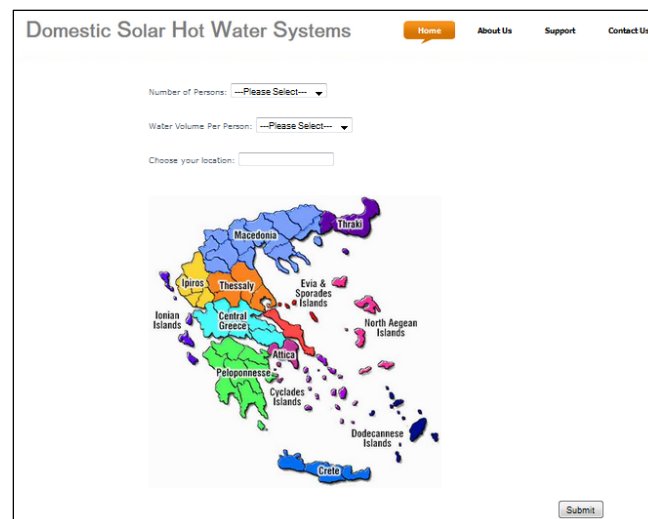 Domestic Solar Hot Water Systems
Home About Us Support Contact Us
Number of Persons: ---Please Select---
Water Volume Per Person: ---Please Select---
Choose your location:
Thraki
Macedonia
Ipiros
Thessaly
Evia &
Sporades
Islands
Ionian
Islands
Central
Greece
North Aegean
Islands
Attica
Peloponnesse
Cyclades
Islands
Dodecannese
Islands
Crete
Submit